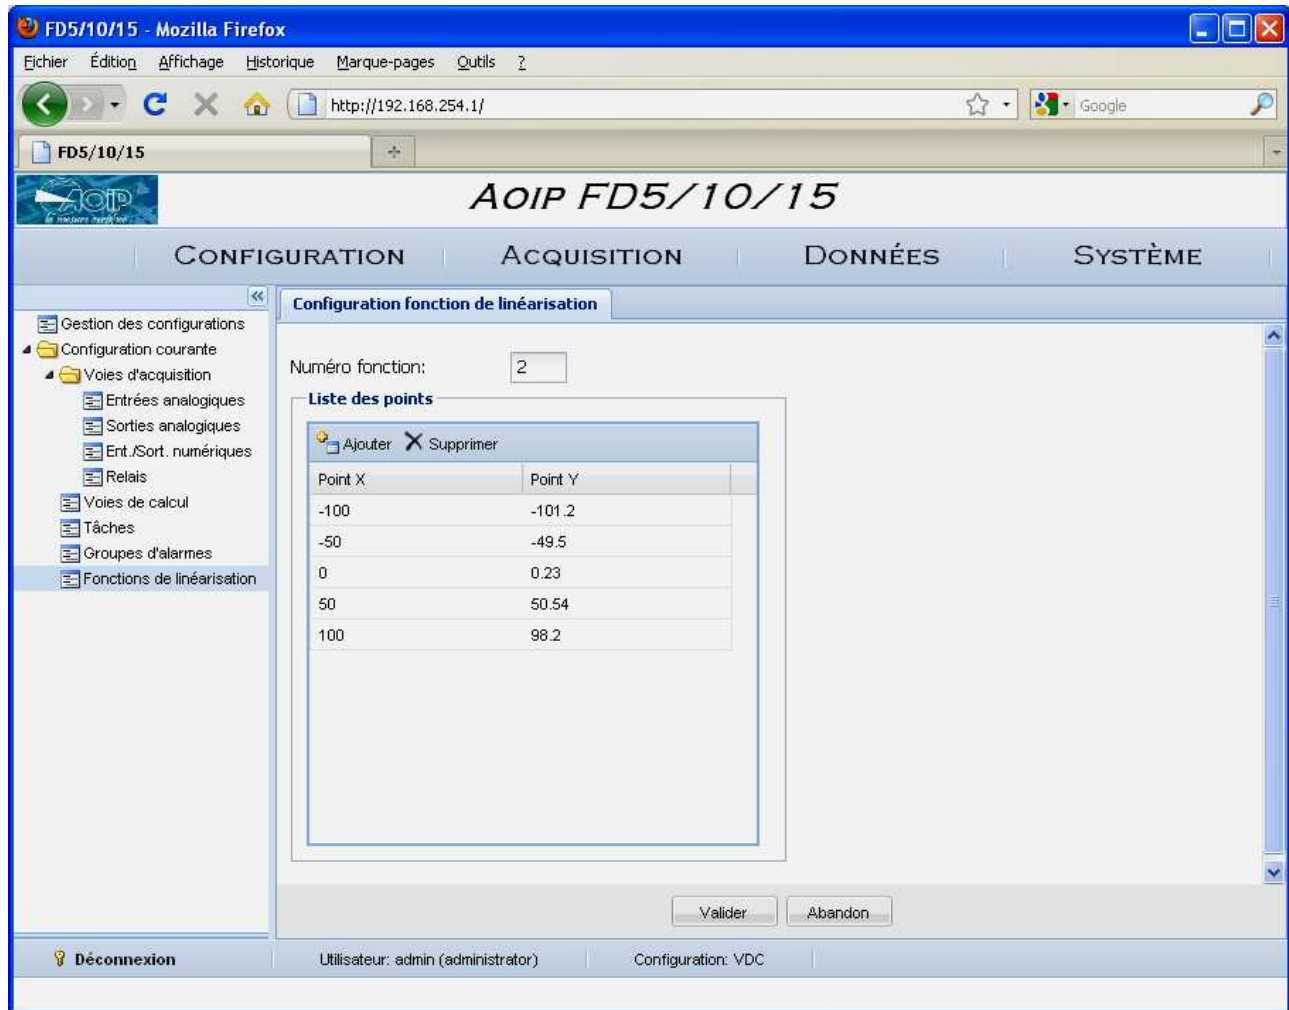 FD5/10/15 - Mozilla Firefox
Fichier Édition Affichage Historique Marque-pages Outils ?
http://192.168.254.1/ Google
FD5/10/15
AOIP
AOIP FD5/10/15
CONFIGURATION ACQUISITION DONNÉES SYSTÈME
Gestion des configurations
Configuration courante
Voies d'acquisition
Entrées analogiques
Sorties analogiques
Ent./Sort. numériques
Relais
Voies de calcul
Tâches
Groupes d'alarmes
Fonctions de linéarisation
Configuration fonction de linéarisation
Numéro fonction: 2
Liste des points
Ajouter Supprimer
Point X Point Y
-100 -101.2
-50 -49.5
0 0.23
50 50.54
100 98.2
Valider Abandon
Déconnexion Utilisateur: admin (administrator) Configuration: VDC